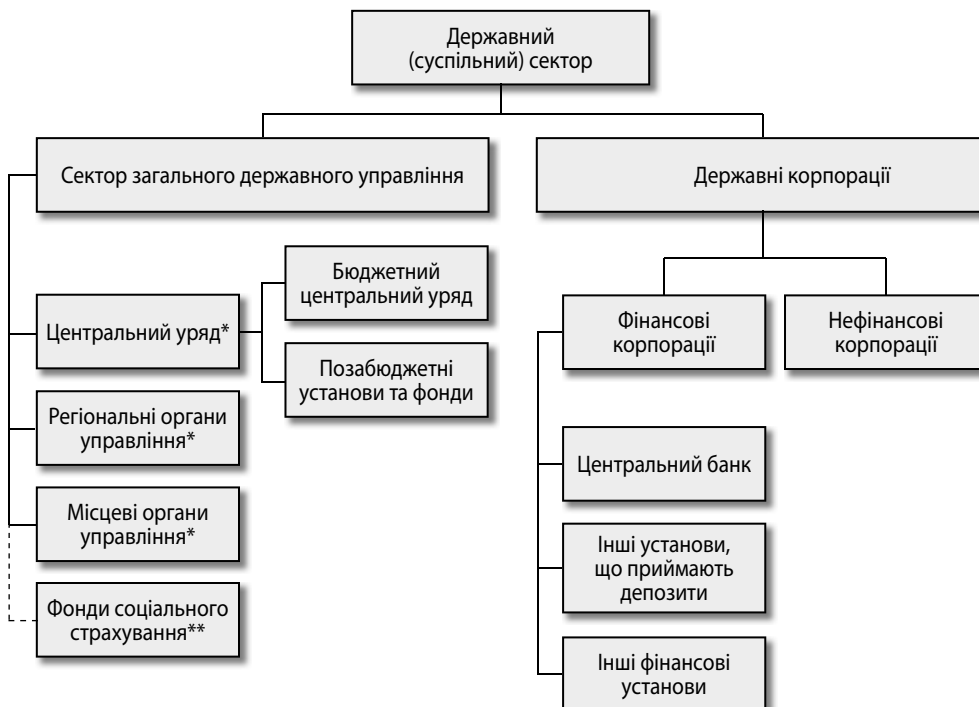 Державний
(суспільний) сектор
Сектор загального державного управління
Державні корпорації
Бюджетний
центральний уряд
Центральний уряд*
Позабюджетні
установи та фонди
Регіональні органи
управління*
Місцеві органи
управління*
Фонди соціального
страхування**
Фінансові
корпорації
Нефінансові
корпорації
Центральний банк
Інші установи,
що приймають
депозити
Інші фінансові
установи